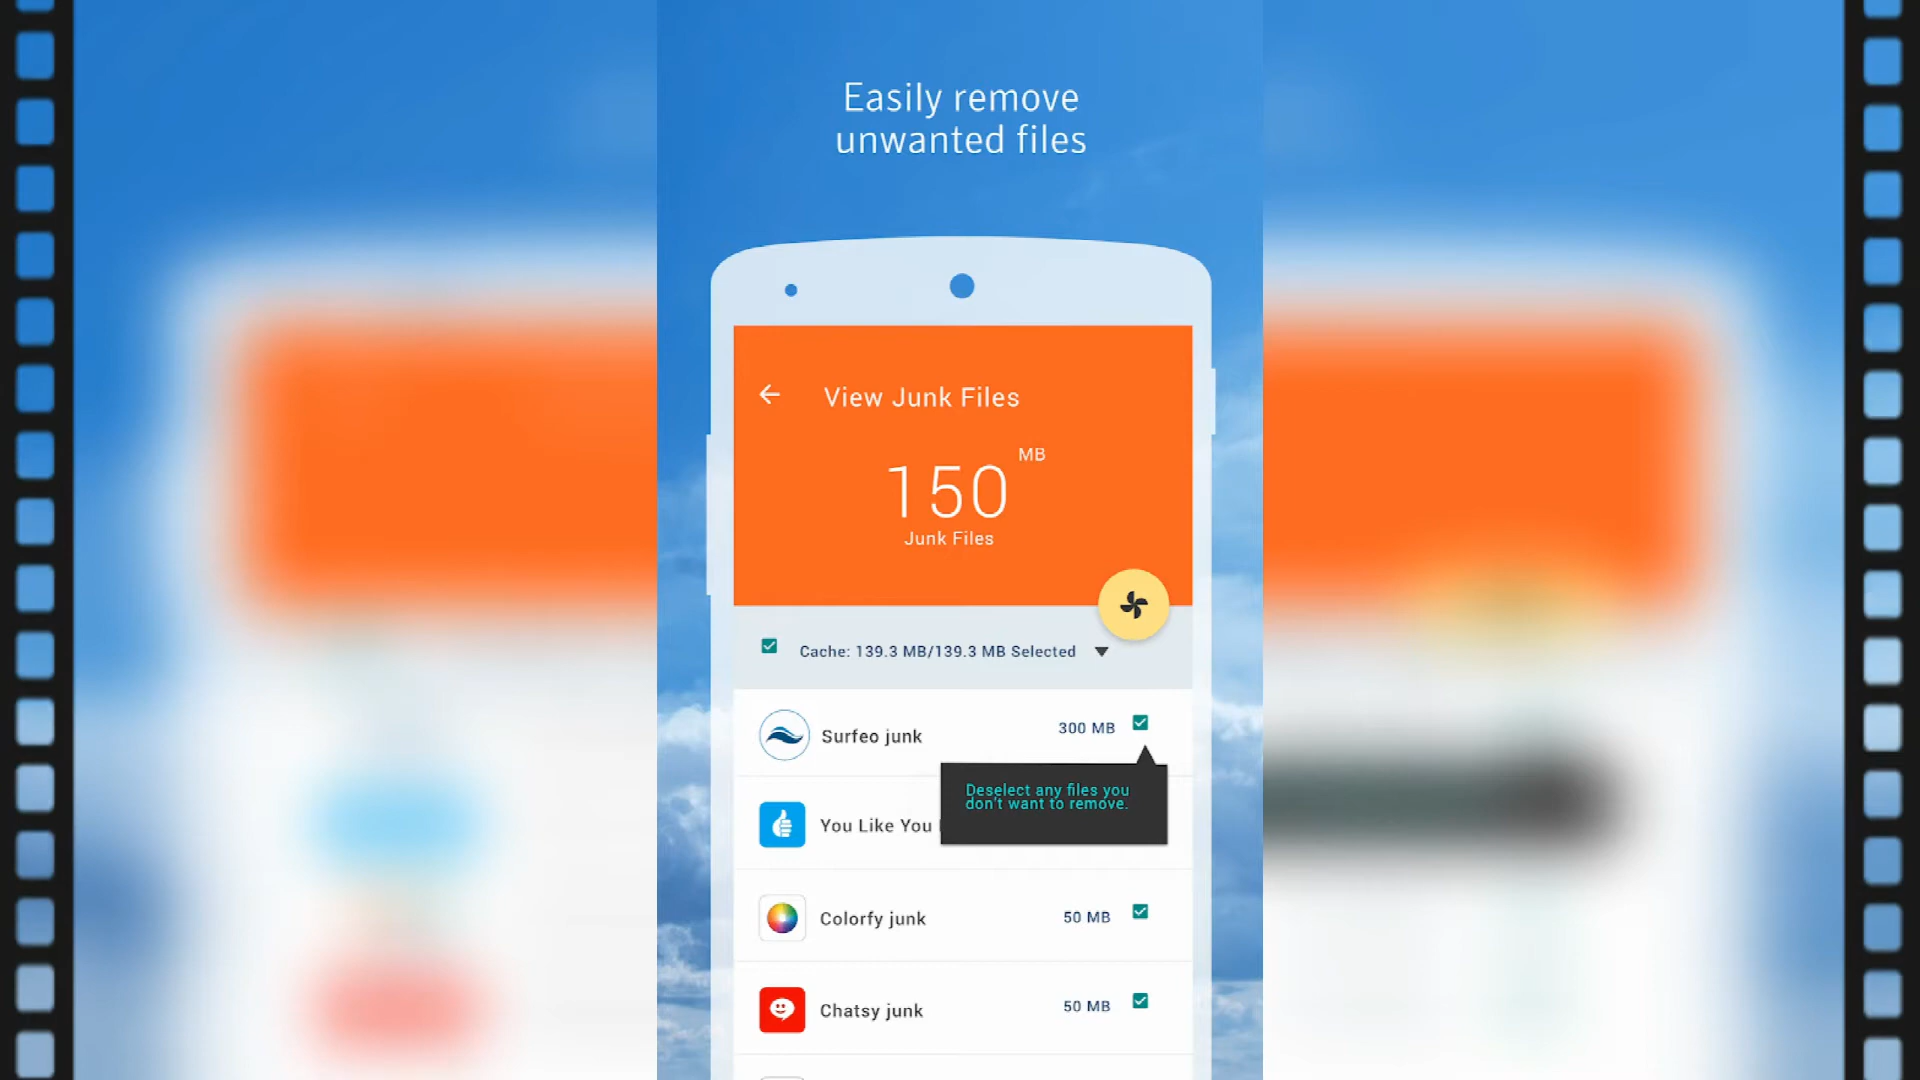 Easily remove
unwanted files
View Junk Files
150 MB
Junk Files
Cache: 139.3 MB/139.3 MB Selected
Surfeo junk 300 MB
Deselect any files you
don't want to remove.
You Like You
Colorfy junk 50 MB
Chatsy junk 50 MB